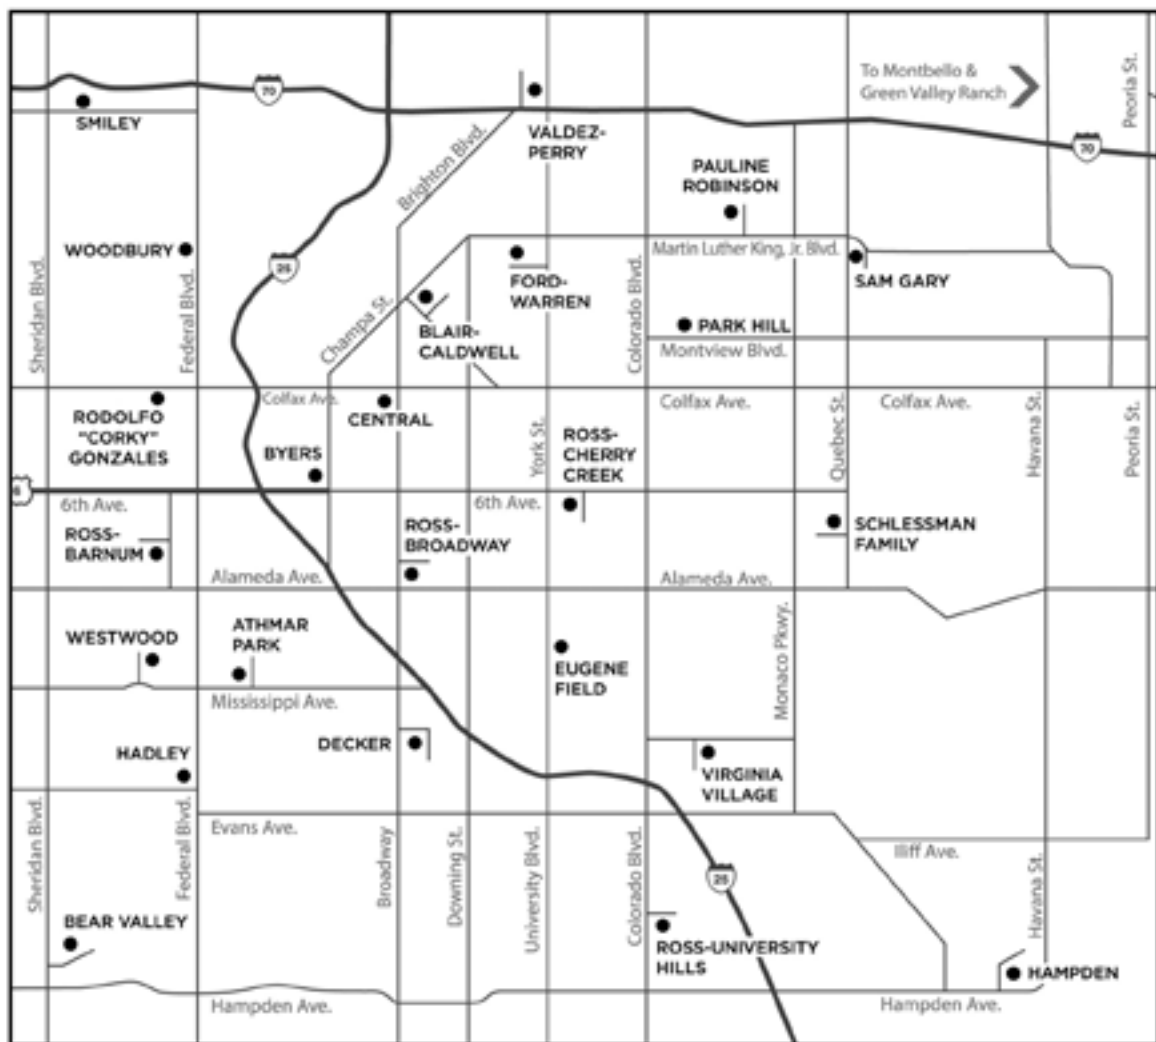 To Montbello &
Green Valley Ranch
Peoria St.
70
SMILEY
VALDEZ-
PERRY
Brighton Blvd.
70
PAULINE
ROBINSON
WOODBURY
Martin Luther King, Jr. Blvd.
25
FORD-
WARREN
SAM GARY
Sheridan Blvd.
Federal Blvd.
Champa St.
BLAIR-
CALDWELL
Colorado Blvd.
PARK HILL
Montview Blvd.
RODOLFO
"CORKY"
GONZALES
Colfax Ave.
CENTRAL
Colfax Ave.
Colfax Ave.
BYERS
York St.
ROSS-
CHERRY
CREEK
Quebec St.
Havana St.
Peoria St.
6
6th Ave.
6th Ave.
ROSS-
BARNUM
ROSS-
BROADWAY
SCHLESSMAN
FAMILY
Alameda Ave.
Alameda Ave.
WESTWOOD
ATHMAR
PARK
EUGENE
FIELD
Monaco Pkwy.
Mississippi Ave.
HADLEY
DECKER
VIRGINIA
VILLAGE
Sheridan Blvd.
Federal Blvd.
Evans Ave.
Broadway
Downing St.
University Blvd.
Colorado Blvd.
Iliff Ave.
25
Havana St.
BEAR VALLEY
ROSS-UNIVERSITY
HILLS
HAMPDEN
Hampden Ave.
Hampden Ave.